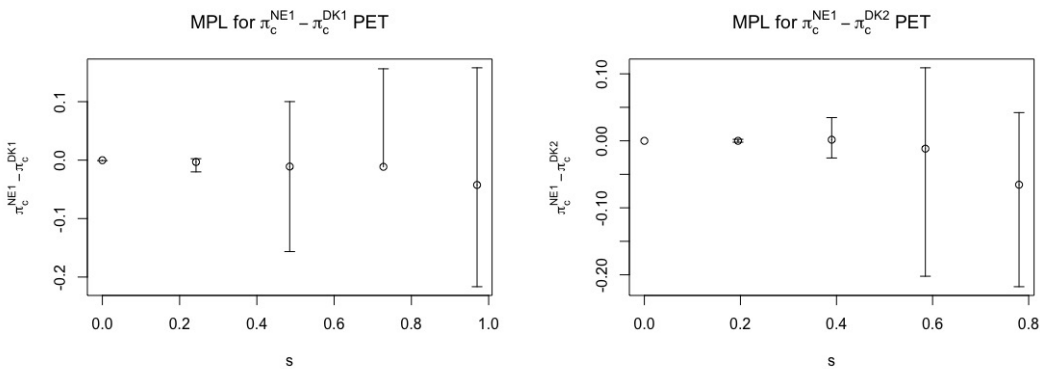 MPL for π_c^NE1 – π_c^DK1 PET
π_c^NE1 – π_c^DK1
0.1
0.0
-0.1
-0.2
0.0 0.2 0.4 0.6 0.8 1.0
s
MPL for π_c^NE1 – π_c^DK2 PET
π_c^NE1 – π_c^DK2
0.10
0.00
-0.10
-0.20
0.0 0.2 0.4 0.6 0.8
s